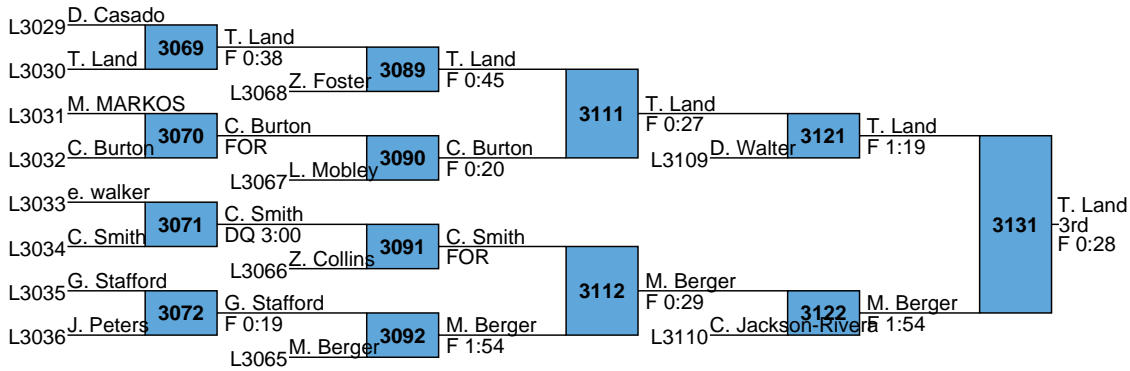 L3029 D. Casado
3069
T. Land
F 0:38
L3030 T. Land
3089
T. Land
F 0:45
L3068 Z. Foster
L3031 M. MARKOS
3070
C. Burton
FOR
L3032 C. Burton
3090
C. Burton
F 0:20
L3067 L. Mobley
3111
T. Land
F 0:27
L3109 D. Walter
3121
T. Land
F 1:19
L3033 e. walker
3071
C. Smith
DQ 3:00
L3034 C. Smith
3091
C. Smith
FOR
L3066 Z. Collins
L3035 G. Stafford
3072
G. Stafford
F 0:19
L3036 J. Peters
3092
M. Berger
F 1:54
L3065 M. Berger
3112
M. Berger
F 0:29
L3110 C. Jackson-Rivera
3122
M. Berger
F 1:54
3131
T. Land
3rd
F 0:28